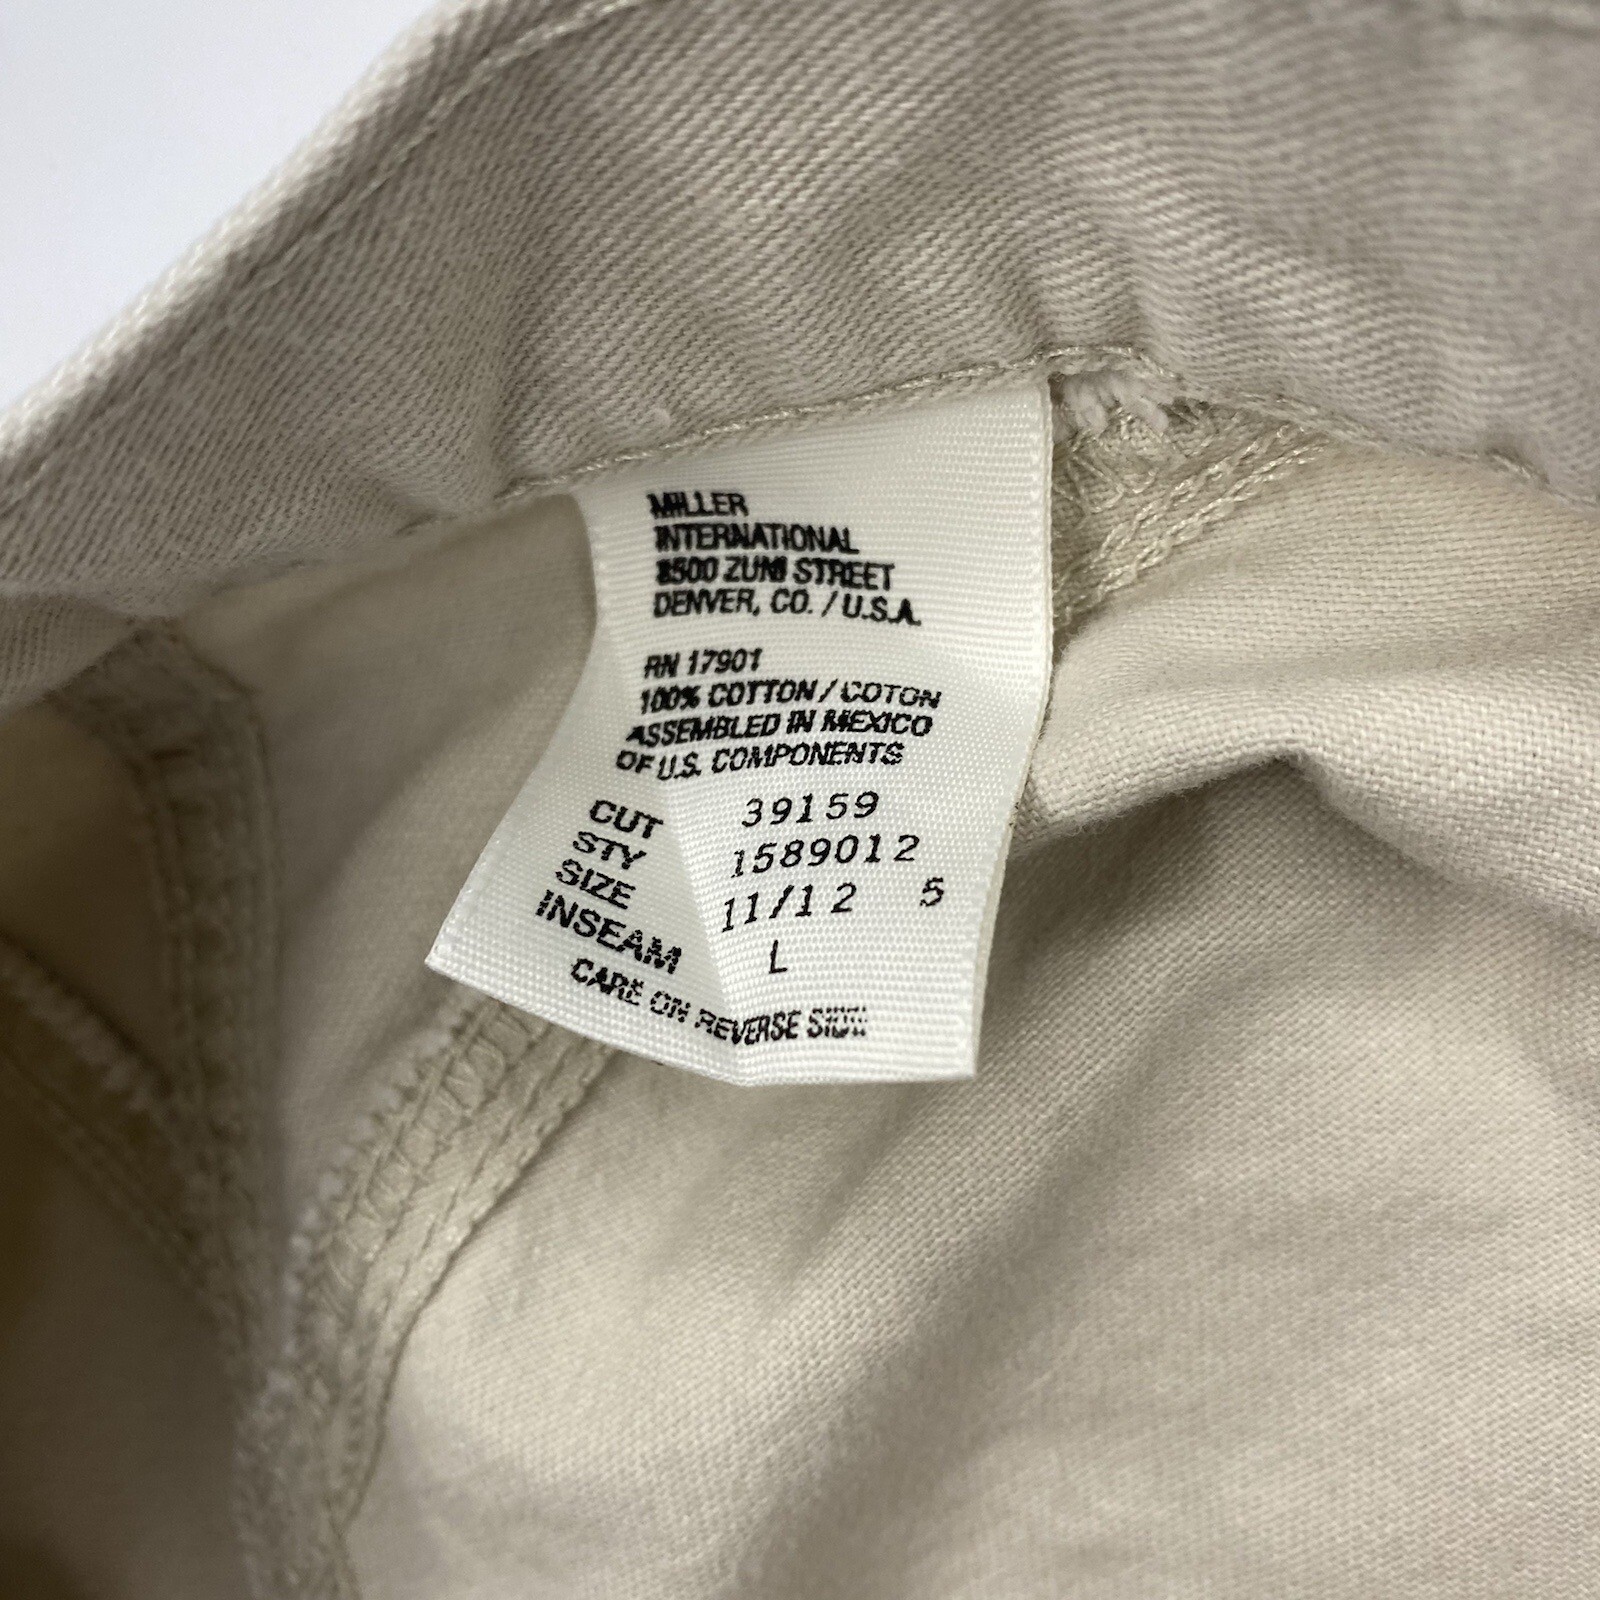 MILLER
INTERNATIONAL
8500 ZUNI STREET
DENVER, CO. / U.S.A.
RN 17901
100% COTTON / COTON
ASSEMBLED IN MEXICO
OF U.S. COMPONENTS
CUT 39159
STY 1589012
SIZE 11/12 5
INSEAM L
CARE ON REVERSE SIDE